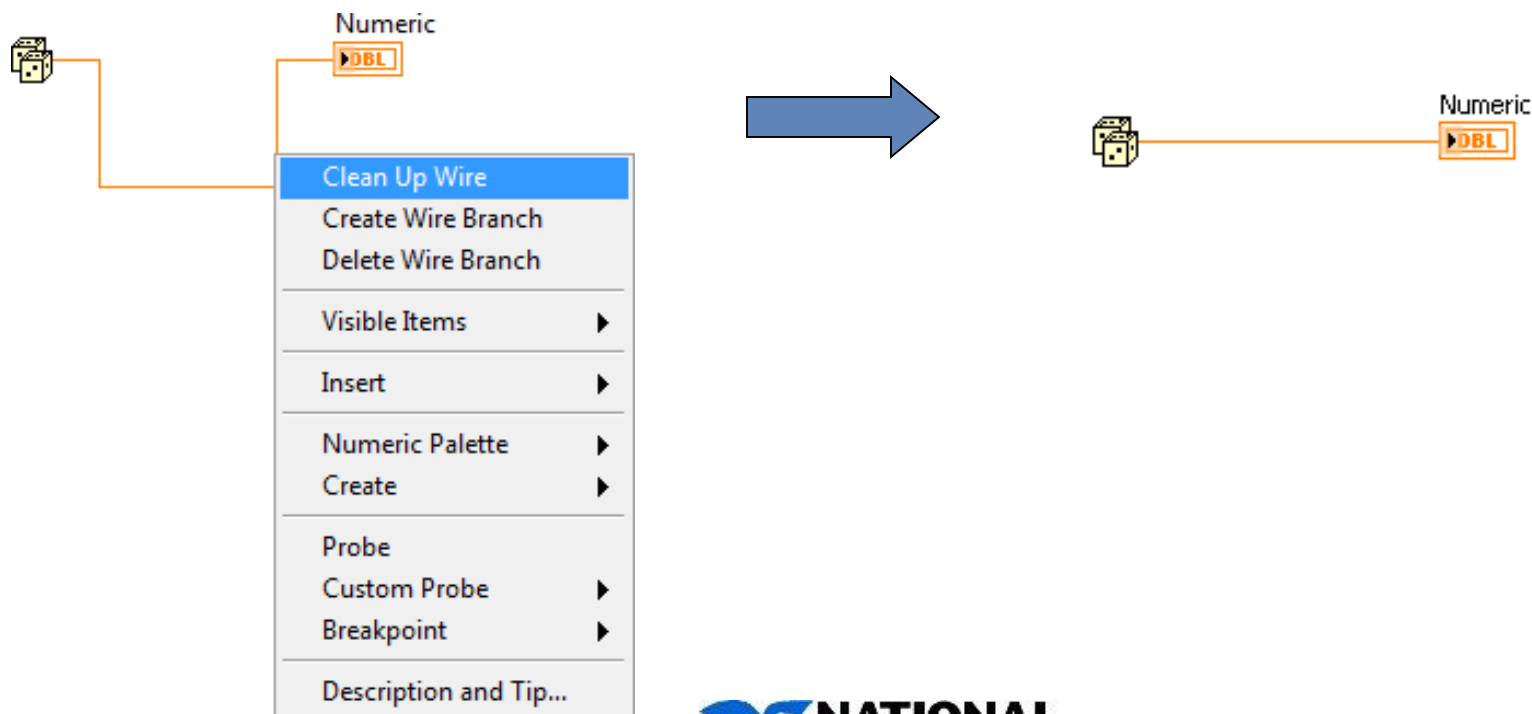 Numeric
DBL
Clean Up Wire
Create Wire Branch
Delete Wire Branch
Visible Items
Insert
Numeric Palette
Create
Probe
Custom Probe
Breakpoint
Description and Tip...
Numeric
DBL
NATIONAL